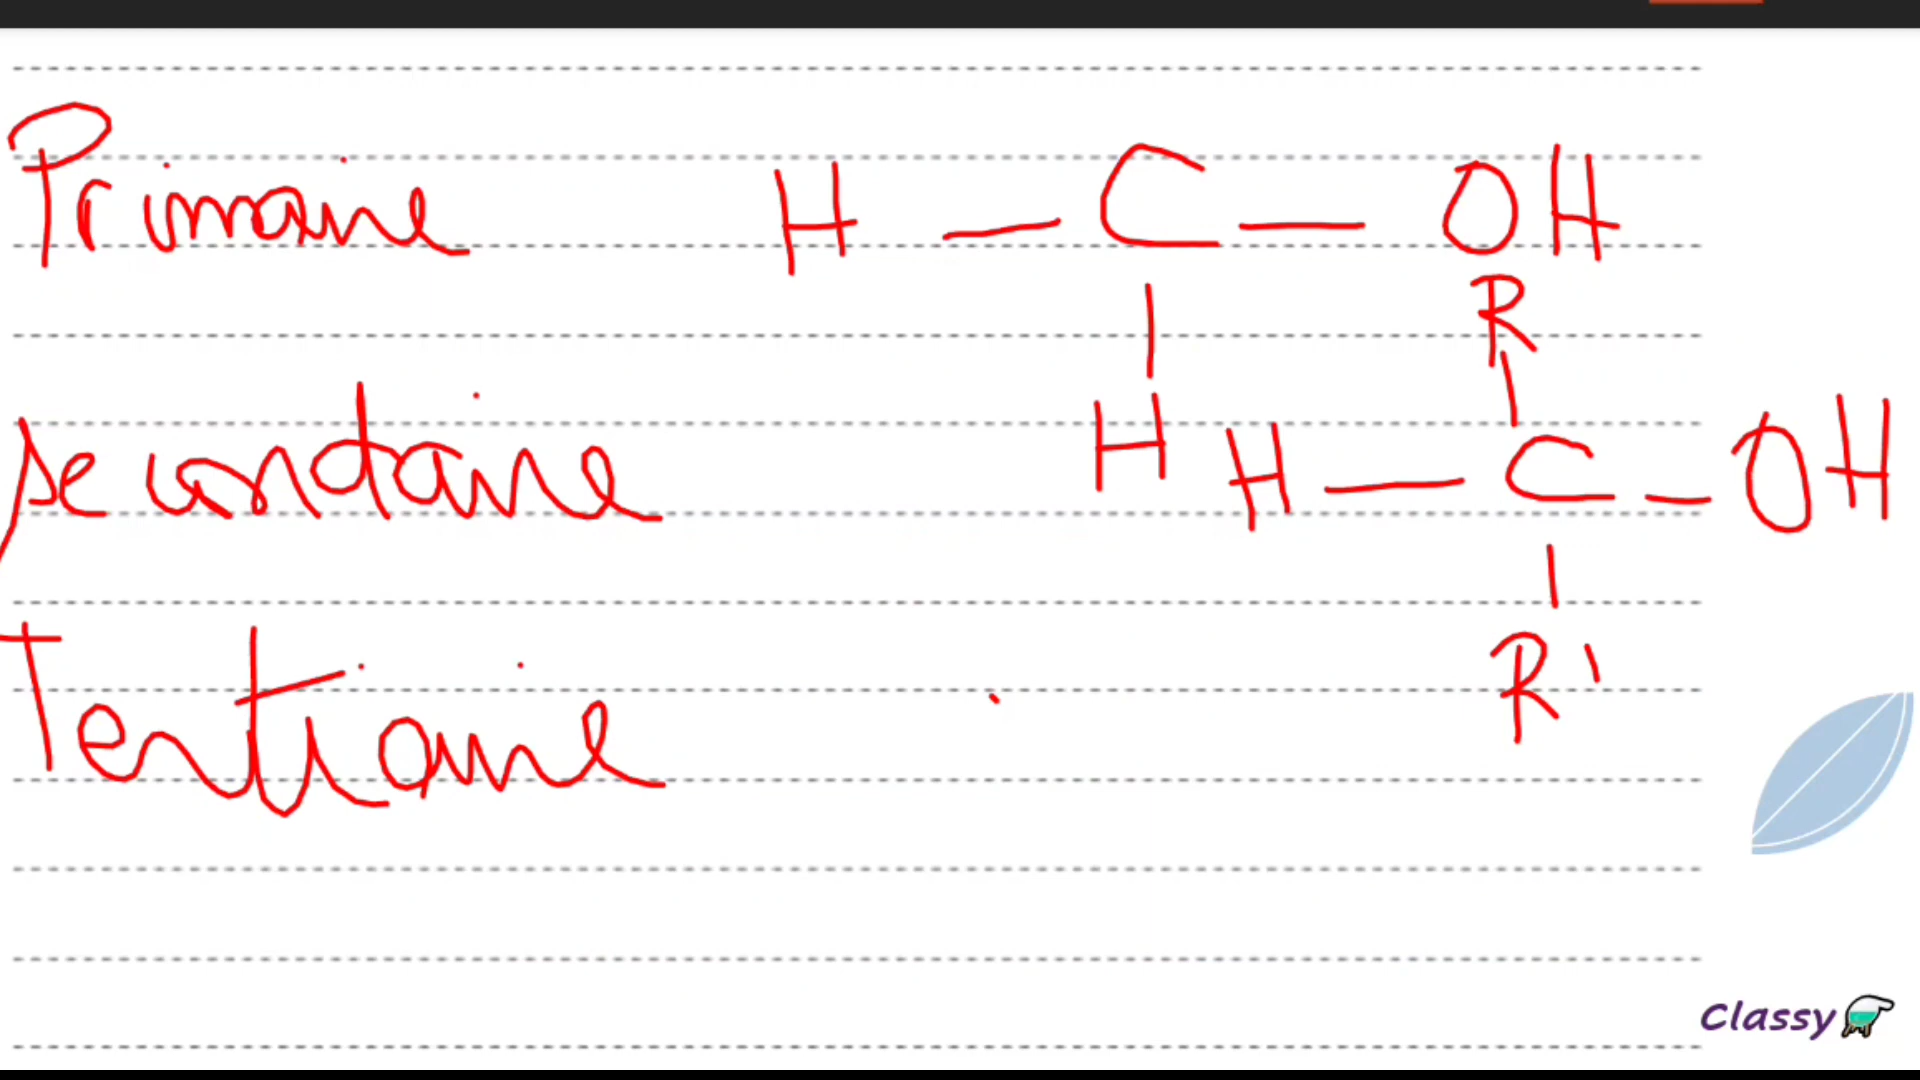 Primaire H — C — OH
|
R
|
Secondaire H H — C — OH
|
R'
Tertiaire
Classy